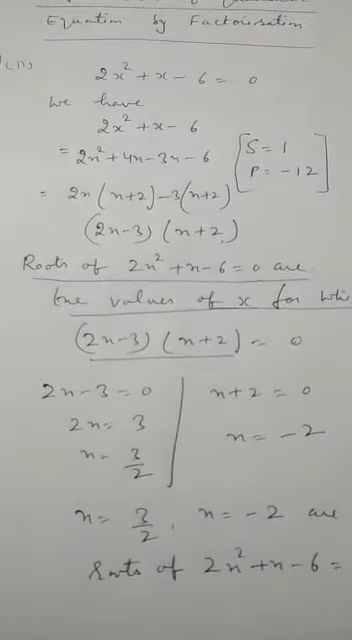 Equation by Factorisation
(ii)
2x² + x - 6 = 0
We have
2x² + x - 6
= 2x² + 4x - 3x - 6 [S = 1
P = -12]
= 2x (x+2) - 3(x+2)
(2x-3) (x+2)
Roots of 2x² + x - 6 = 0 are
the values of x for whi
(2x-3) (x+2) = 0
2x - 3 = 0 | x + 2 = 0
2x = 3 | x = -2
x = 3/2
x = 3/2, x = -2 are
roots of 2x² + x - 6 =